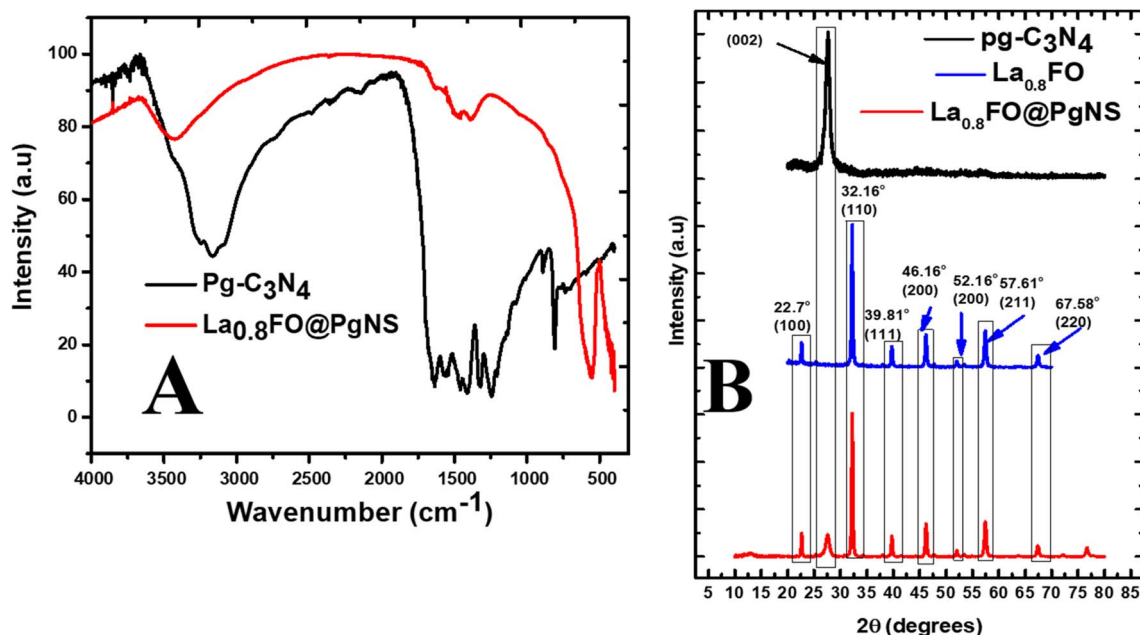 100
80
60
40
20
0
Intensity (a.u)
Pg-C₃N₄
La₀.₈FO@PgNS
A
4000 3500 3000 2500 2000 1500 1000 500
Wavenumber (cm⁻¹)
(002)
pg-C₃N₄
La₀.₈FO
La₀.₈FO@PgNS
32.16°
(110)
22.7°
(100)
39.81°
(111)
46.16°
(200)
52.16°
(200)
57.61°
(211)
67.58°
(220)
B
Intensity (a.u)
5 10 15 20 25 30 35 40 45 50 55 60 65 70 75 80 85
2θ (degrees)